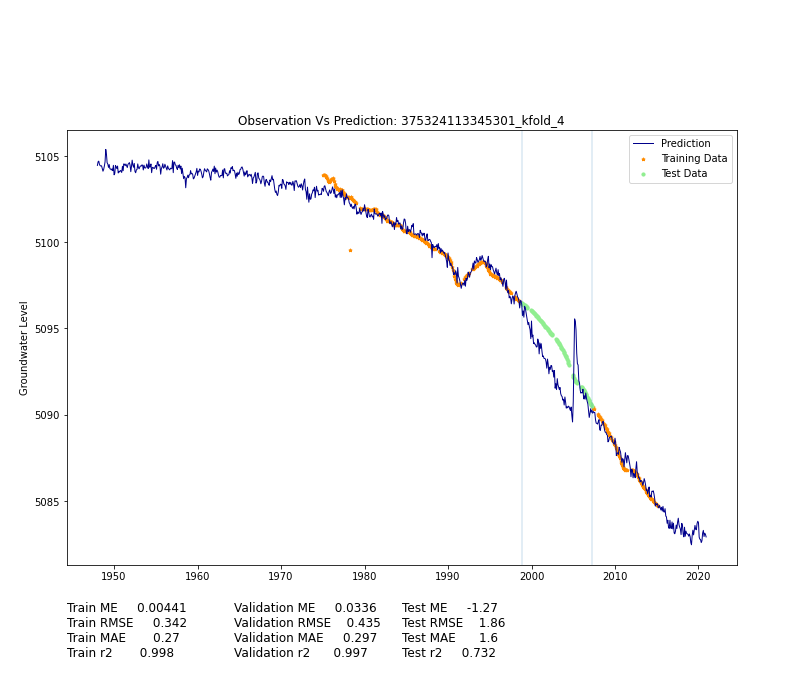 Observation Vs Prediction: 375324113345301_kfold_4
Prediction
Training Data
Test Data
Groundwater Level
5105
5100
5095
5090
5085
1950 1960 1970 1980 1990 2000 2010 2020
Train ME 0.00441 Validation ME 0.0336 Test ME -1.27
Train RMSE 0.342 Validation RMSE 0.435 Test RMSE 1.86
Train MAE 0.27 Validation MAE 0.297 Test MAE 1.6
Train r2 0.998 Validation r2 0.997 Test r2 0.732